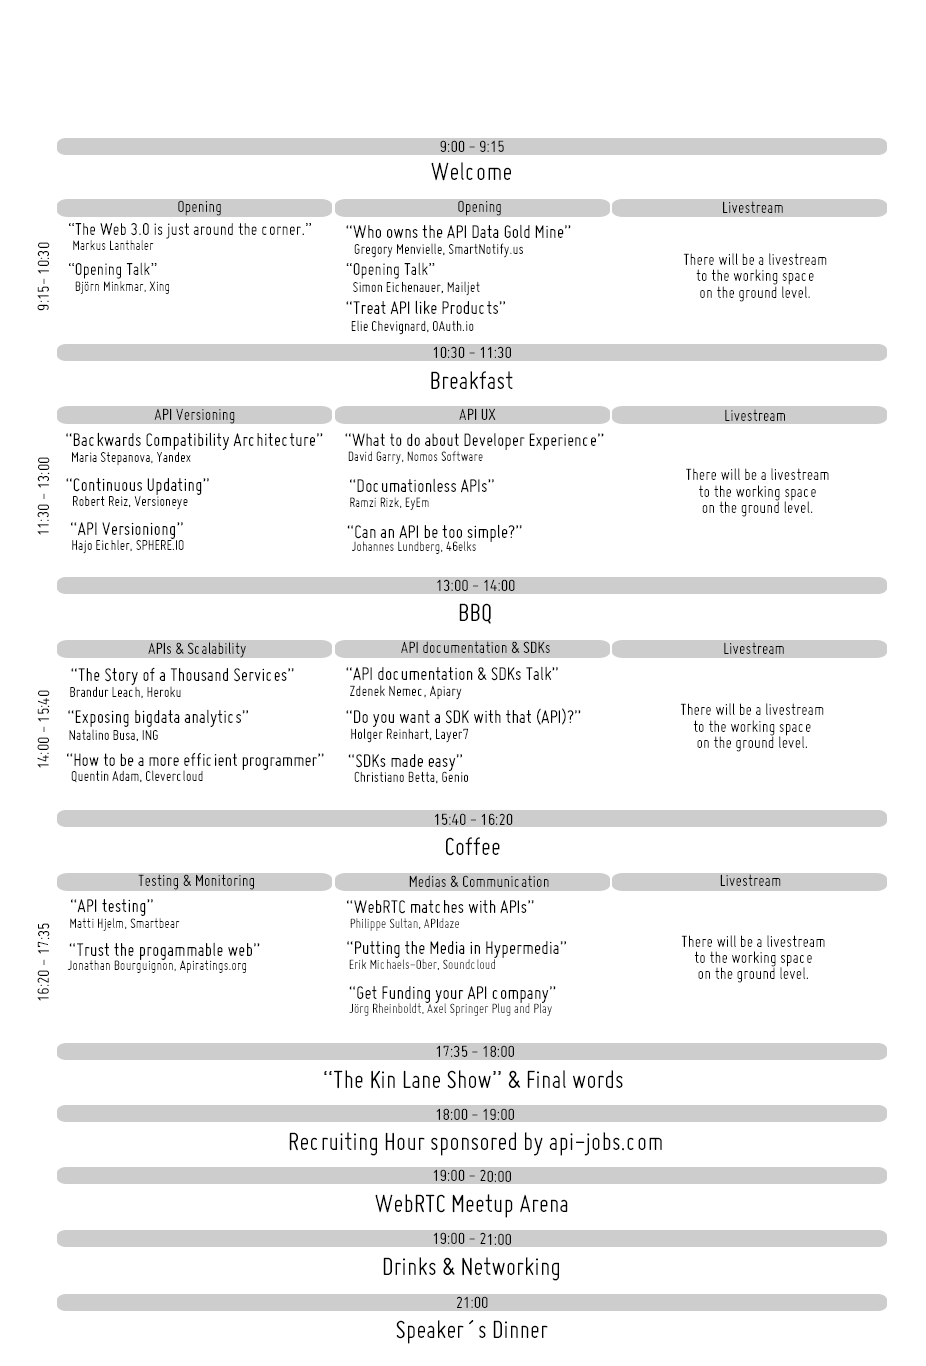 9:00 - 9:15
Welcome
Opening
Opening
Livestream
9:15- 10:30
“The Web 3.0 is just around the corner.”
Markus Lanthaler
“Opening Talk”
Björn Minkmar, Xing
“Who owns the API Data Gold Mine”
Gregory Menvielle, SmartNotify.us
“Opening Talk”
Simon Eichenauer, Mailjet
“Treat API like Products”
Elie Chevignard, OAuth.io
There will be a livestream
to the working space
on the ground level.
10:30 - 11:30
Breakfast
API Versioning
API UX
Livestream
11:30 - 13:00
“Backwards Compatibility Architecture”
Maria Stepanova, Yandex
“Continuous Updating”
Robert Reiz, Versioneye
“API Versioniong”
Hajo Eichler, SPHERE.IO
“What to do about Developer Experience”
David Garry, Nomos Software
“Documationless APIs”
Ramzi Rizk, EyEm
“Can an API be too simple?”
Johannes Lundberg, 46elks
There will be a livestream
to the working space
on the ground level.
13:00 - 14:00
BBQ
APIs & Scalability
API documentation & SDKs
Livestream
14:00 - 15:40
“The Story of a Thousand Services”
Brandur Leach, Heroku
“Exposing bigdata analytics”
Natalino Busa, ING
“How to be a more efficient programmer”
Quentin Adam, Clevercloud
“API documentation & SDKs Talk”
Zdenek Nemec, Apiary
“Do you want a SDK with that (API)?”
Holger Reinhart, Layer7
“SDKs made easy”
Christiano Betta, Genio
There will be a livestream
to the working space
on the ground level.
15:40 - 16:20
Coffee
Testing & Monitoring
Medias & Communication
Livestream
16:20 - 17:35
“API testing”
Matti Hjelm, Smartbear
“Trust the progammable web”
Jonathan Bourguignon, Apiratings.org
“WebRTC matches with APIs”
Philippe Sultan, APIdaze
“Putting the Media in Hypermedia”
Erik Michaels-Ober, Soundcloud
“Get Funding your API company”
Jörg Rheinboldt, Axel Springer Plug and Play
There will be a livestream
to the working space
on the ground level.
17:35 - 18:00
“The Kin Lane Show” & Final words
18:00 - 19:00
Recruiting Hour sponsored by api-jobs.com
19:00 - 20:00
WebRTC Meetup Arena
19:00 - 21:00
Drinks & Networking
21:00
Speaker´s Dinner